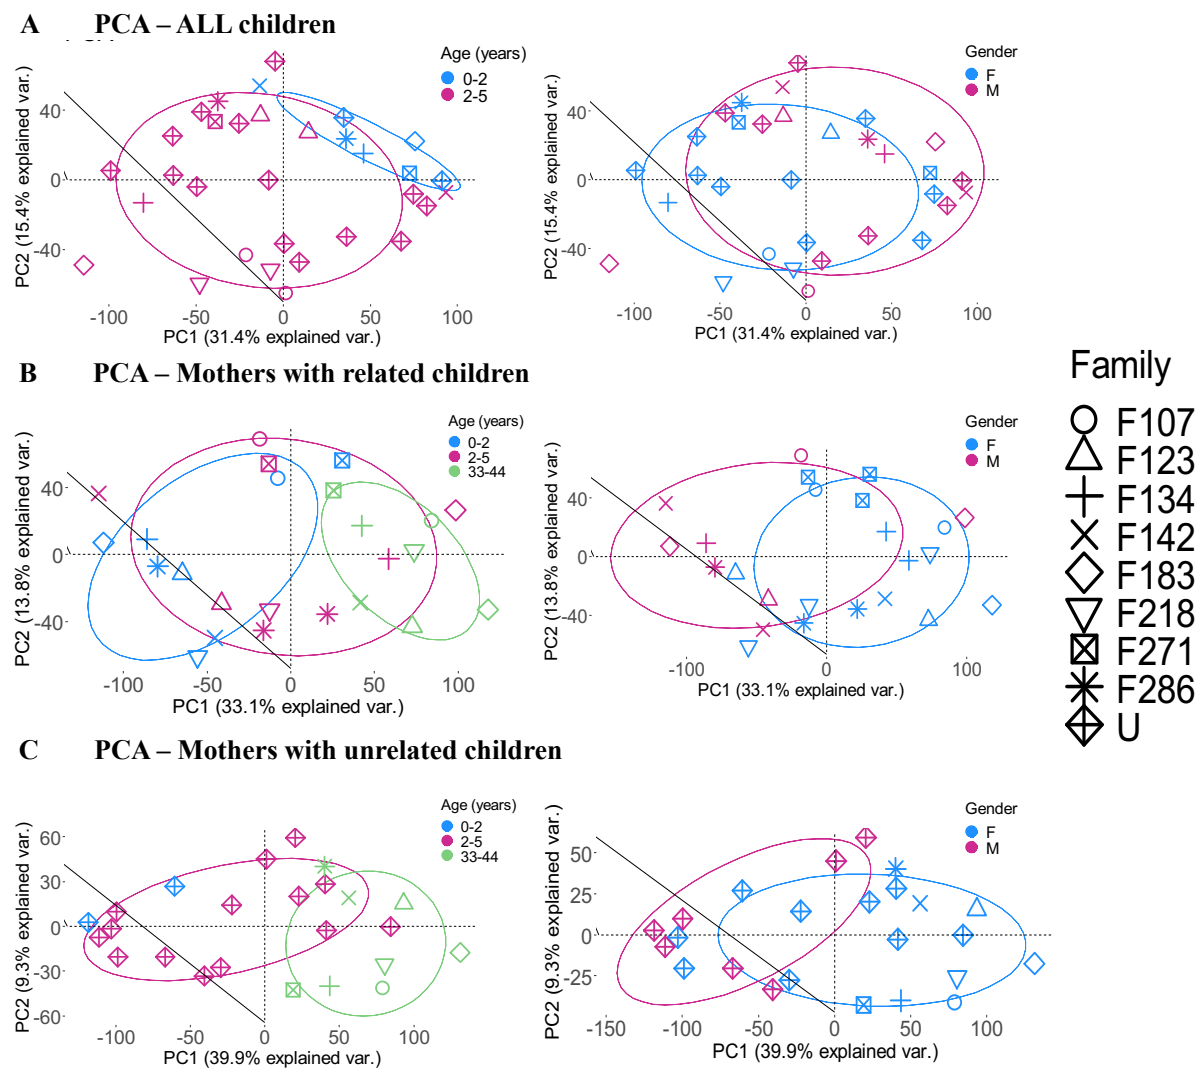 A PCA – ALL children
Age (years)
0-2
2-5
PC2 (15.4% explained var.)
40
0
-40
-100 -50 0 50 100
PC1 (31.4% explained var.)
Gender
F
M
PC2 (15.4% explained var.)
40
0
-40
-100 -50 0 50 100
PC1 (31.4% explained var.)
B PCA – Mothers with related children
Age (years)
0-2
2-5
33-44
PC2 (13.8% explained var.)
40
0
-40
-100 -50 0 50 100
PC1 (33.1% explained var.)
Gender
F
M
PC2 (13.8% explained var.)
40
0
-40
-100 0 100
PC1 (33.1% explained var.)
Family
F107
F123
F134
F142
F183
F218
F271
F286
U
C PCA – Mothers with unrelated children
Age (years)
0-2
2-5
33-44
PC2 (9.3% explained var.)
60
30
0
-30
-60
-100 -50 0 50 100
PC1 (39.9% explained var.)
Gender
F
M
PC2 (9.3% explained var.)
50
25
0
-25
-150 -100 -50 0 50 100
PC1 (39.9% explained var.)